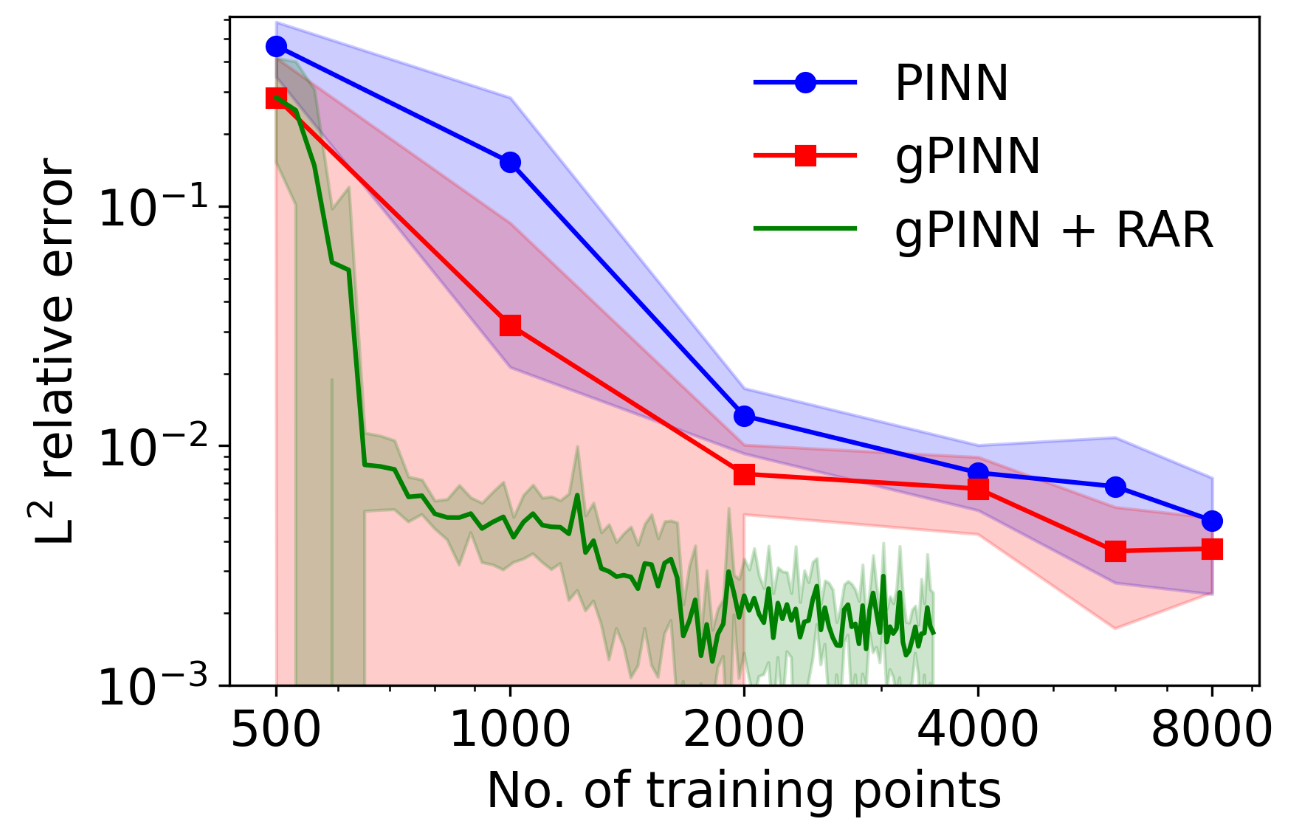 PINN
gPINN
gPINN + RAR
L² relative error
10⁻¹
10⁻²
10⁻³
500 1000 2000 4000 8000
No. of training points